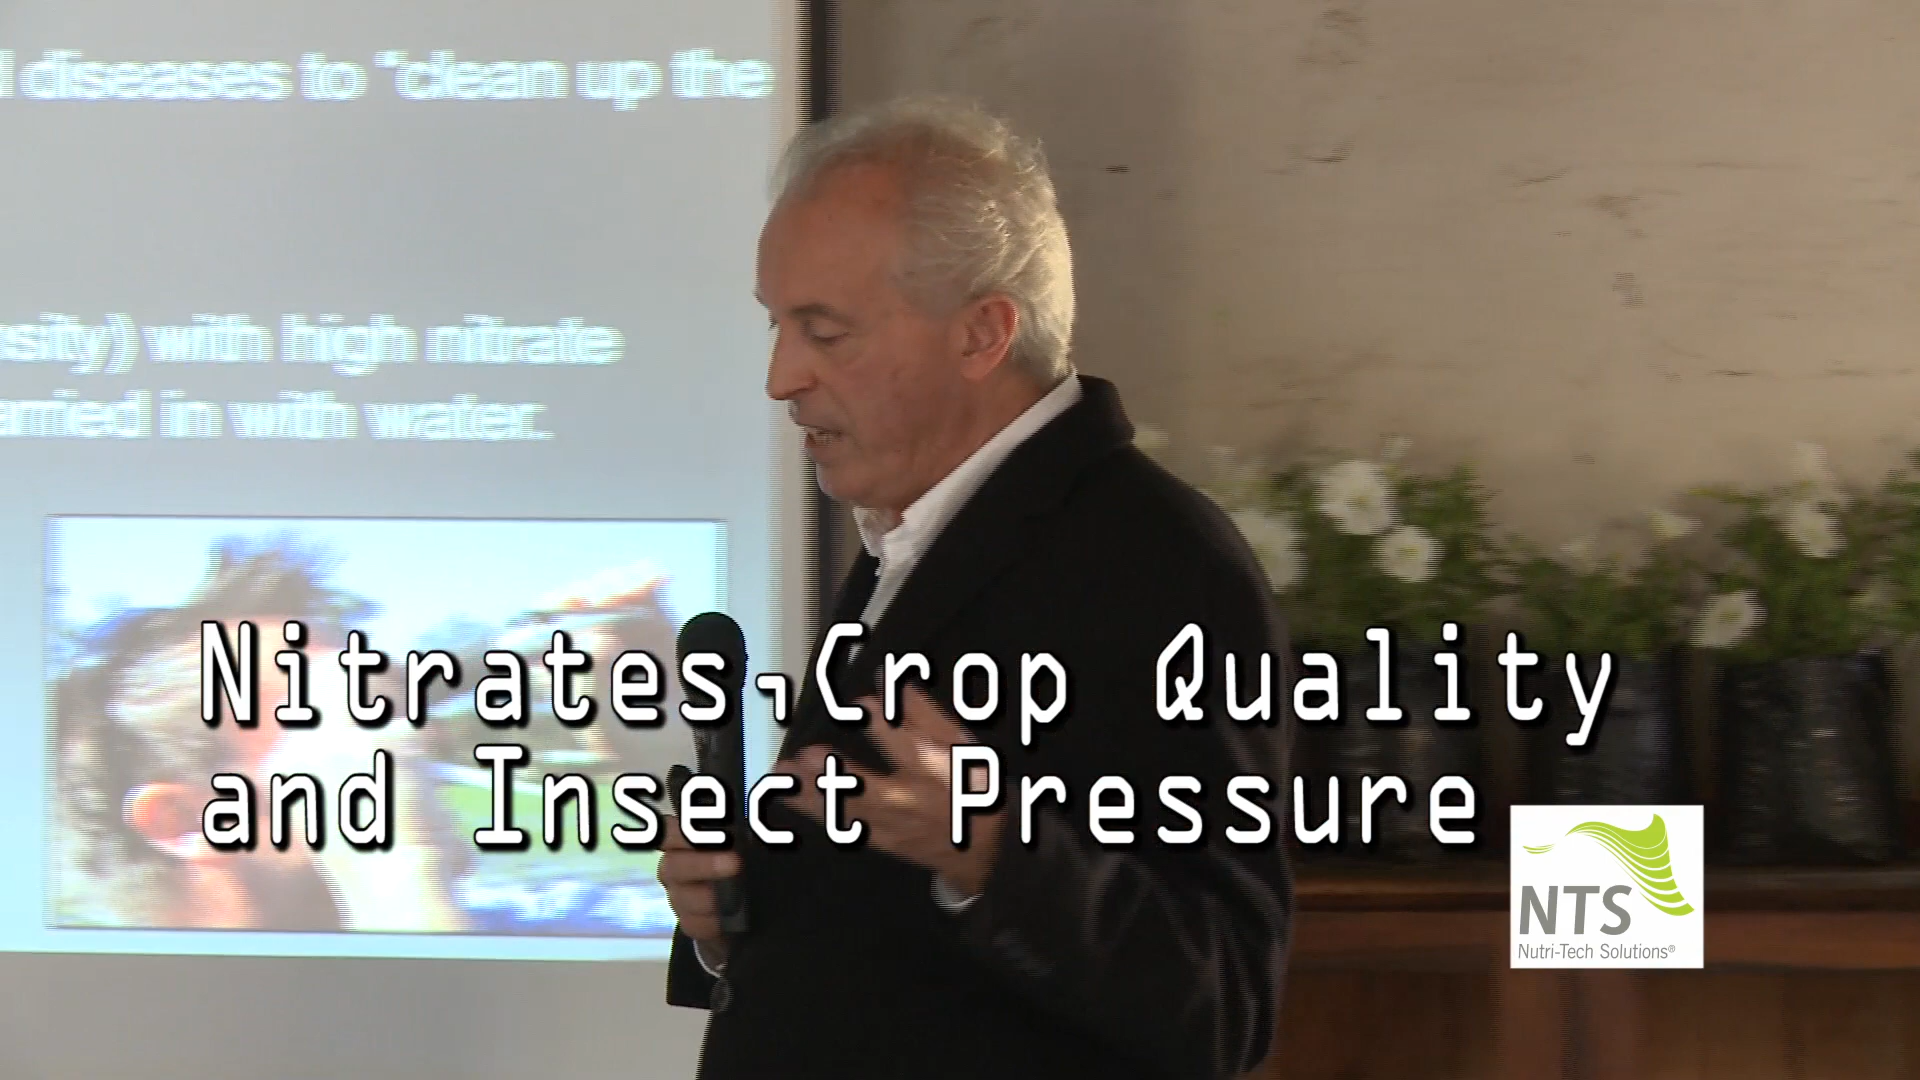 diseases to "clean up the
sity) with high nitrate
arried in with water.
Nitrates,Crop Quality
and Insect Pressure
NTS
Nutri-Tech Solutions®